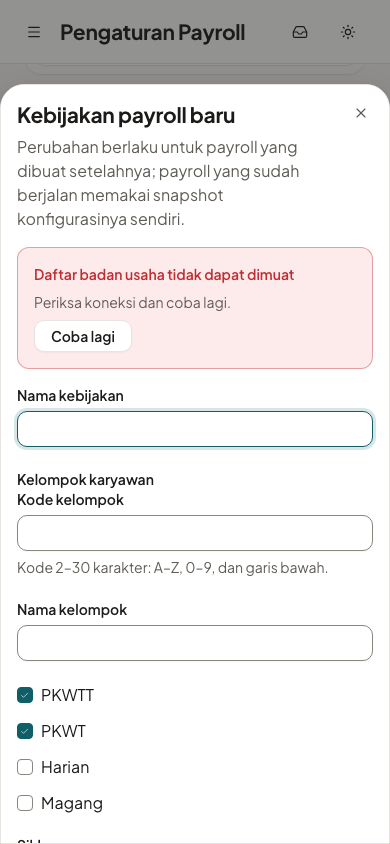 Pengaturan Payroll
Kebijakan payroll baru
Perubahan berlaku untuk payroll yang
dibuat setelahnya; payroll yang sudah
berjalan memakai snapshot
konfigurasinya sendiri.
Daftar badan usaha tidak dapat dimuat
Periksa koneksi dan coba lagi.
Coba lagi
Nama kebijakan
Kelompok karyawan
Kode kelompok
Kode 2–30 karakter: A–Z, 0–9, dan garis bawah.
Nama kelompok
PKWTT
PKWT
Harian
Magang